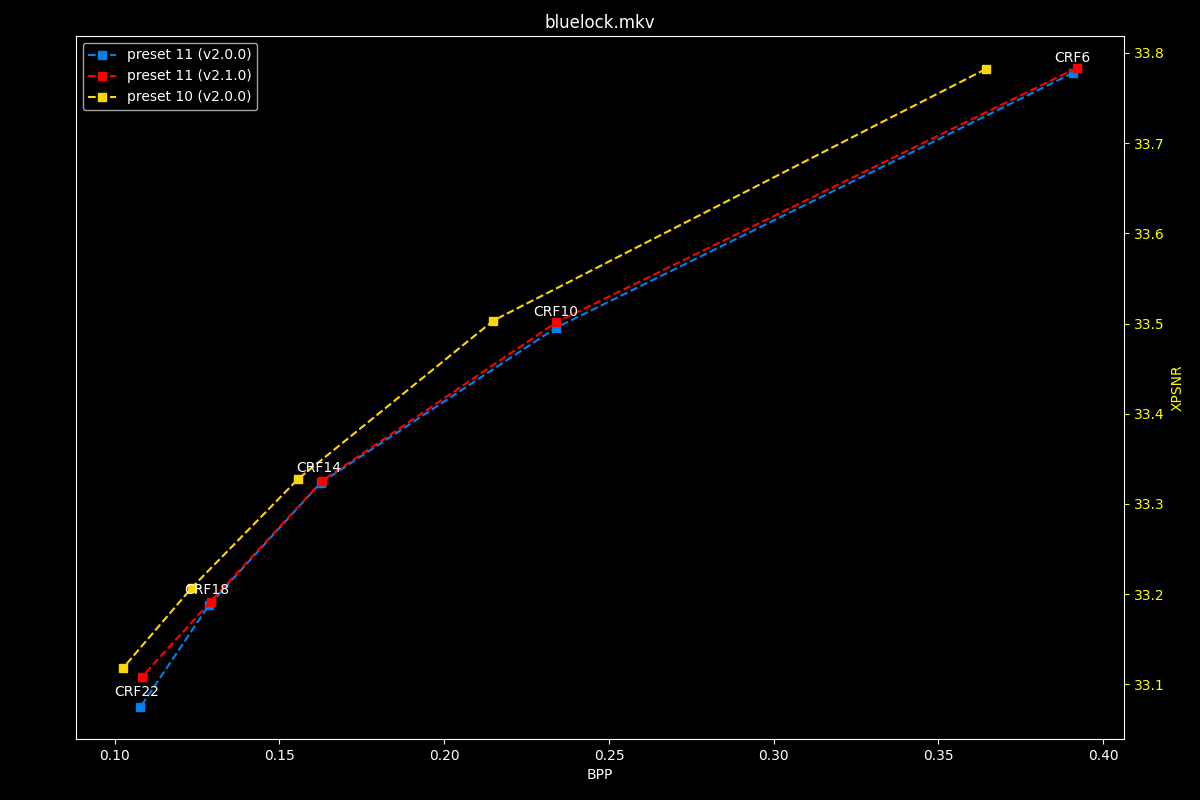 bluelock.mkv
preset 11 (v2.0.0)
preset 11 (v2.1.0)
preset 10 (v2.0.0)
CRF6
CRF10
CRF14
CRF18
CRF22
33.8
33.7
33.6
33.5
33.4
33.3
33.2
33.1
XPSNR
0.10 0.15 0.20 0.25 0.30 0.35 0.40
BPP